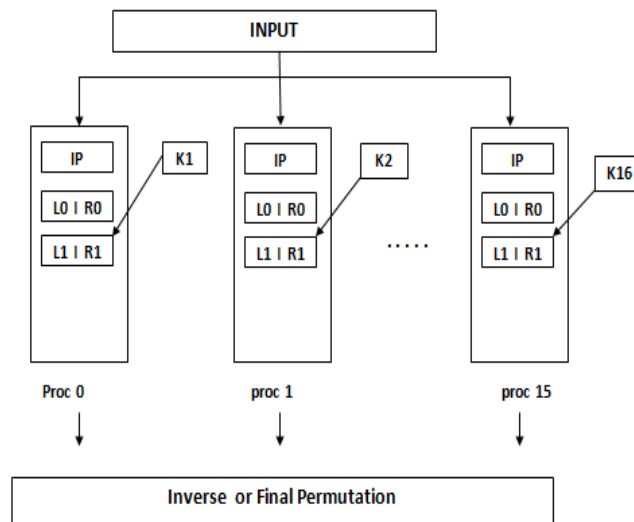 INPUT
IP
K1
L0 | R0
L1 | R1
Proc 0
IP
K2
L0 | R0
L1 | R1
proc 1
.....
IP
K16
L0 | R0
L1 | R1
proc 15
Inverse or Final Permutation